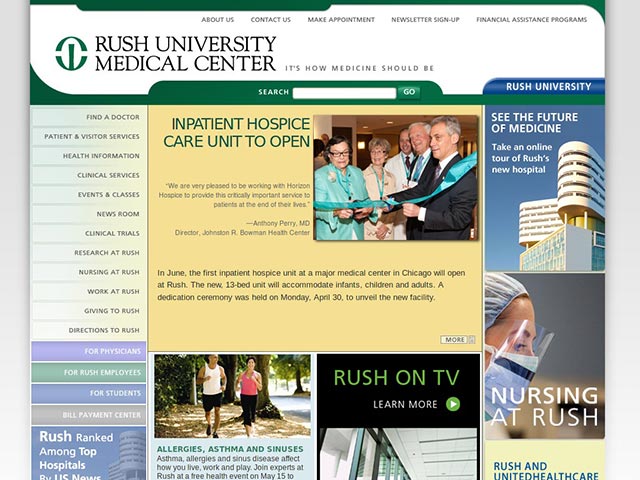 ABOUT US CONTACT US MAKE APPOINTMENT NEWSLETTER SIGN-UP FINANCIAL ASSISTANCE PROGRAMS
RUSH UNIVERSITY
MEDICAL CENTER
IT'S HOW MEDICINE SHOULD BE
SEARCH GO
RUSH UNIVERSITY
FIND A DOCTOR
PATIENT & VISITOR SERVICES
HEALTH INFORMATION
CLINICAL SERVICES
EVENTS & CLASSES
NEWS ROOM
CLINICAL TRIALS
RESEARCH AT RUSH
NURSING AT RUSH
WORK AT RUSH
GIVING TO RUSH
DIRECTIONS TO RUSH
FOR PHYSICIANS
FOR RUSH EMPLOYEES
FOR STUDENTS
BILL PAYMENT CENTER
Rush Ranked
Among Top
Hospitals
By US News
INPATIENT HOSPICE
CARE UNIT TO OPEN
“We are very pleased to be working with Horizon
Hospice to provide this critically important service to
patients at the end of their lives.”
—Anthony Perry, MD
Director, Johnston R. Bowman Health Center
In June, the first inpatient hospice unit at a major medical center in Chicago will open
at Rush. The new, 13-bed unit will accommodate infants, children and adults. A
dedication ceremony was held on Monday, April 30, to unveil the new facility.
MORE
ALLERGIES, ASTHMA AND SINUSES
Asthma, allergies and sinus disease affect
how you live, work and play. Join experts at
Rush at a free health event on May 15 to
RUSH ON TV
LEARN MORE
SEE THE FUTURE
OF MEDICINE
Take an online
tour of Rush's
new hospital
NURSING
AT RUSH
RUSH AND
UNITEDHEALTHCARE